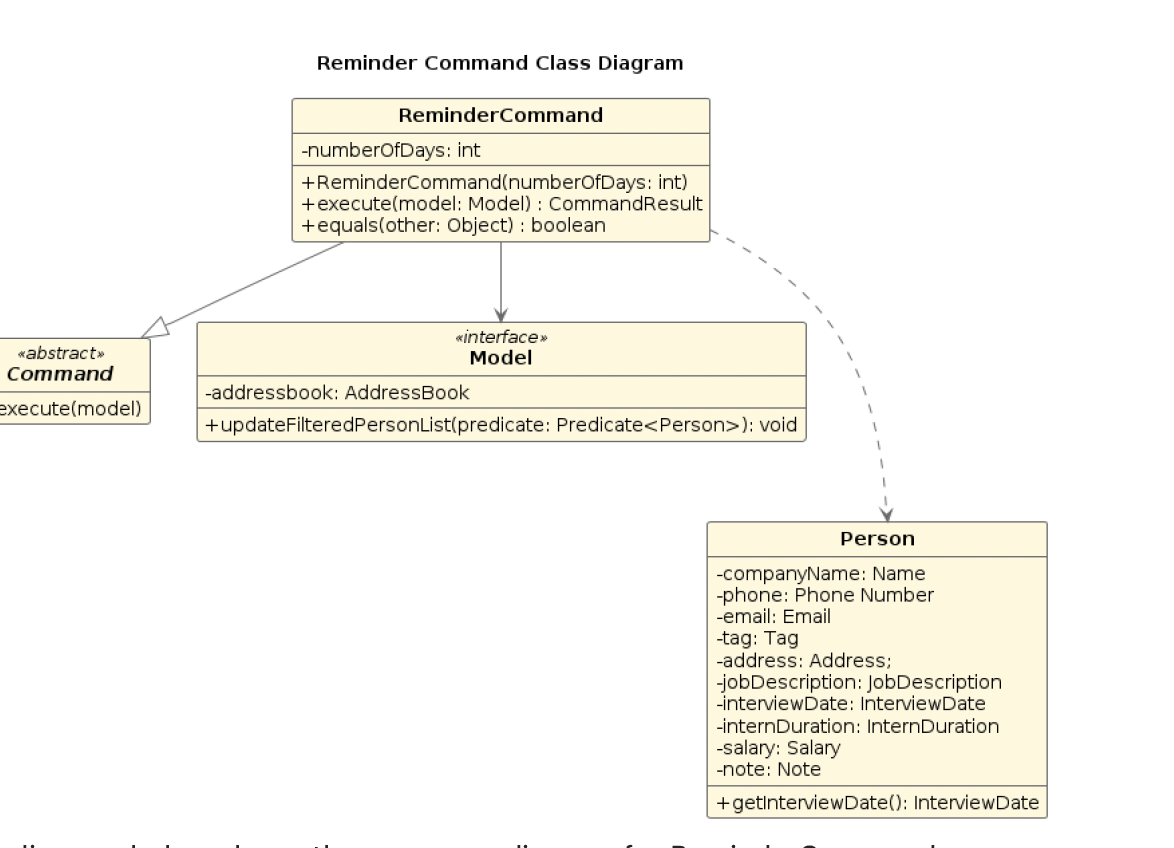 Reminder Command Class Diagram
ReminderCommand
-numberOfDays: int
+ReminderCommand(numberOfDays: int)
+execute(model: Model) : CommandResult
+equals(other: Object) : boolean
«abstract»
Command
execute(model)
«interface»
Model
-addressbook: AddressBook
+updateFilteredPersonList(predicate: Predicate<Person>): void
Person
-companyName: Name
-phone: Phone Number
-email: Email
-tag: Tag
-address: Address;
-jobDescription: JobDescription
-interviewDate: InterviewDate
-internDuration: InternDuration
-salary: Salary
-note: Note
+getInterviewDate(): InterviewDate